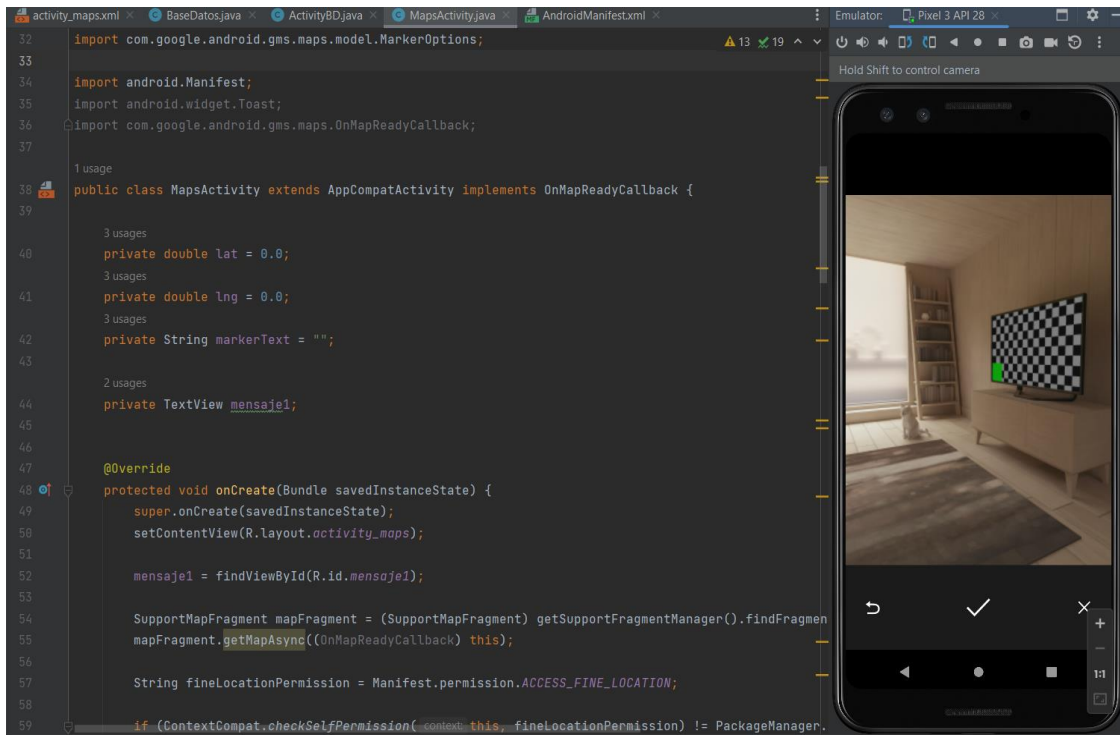 activity_maps.xml BaseDatos.java ActivityBD.java MapsActivity.java AndroidManifest.xml Emulator: Pixel 3 API 28
32 import com.google.android.gms.maps.model.MarkerOptions; 13 19
Hold Shift to control camera
33
34 import android.Manifest;
35 import android.widget.Toast;
36 import com.google.android.gms.maps.OnMapReadyCallback;
37
1 usage
38 public class MapsActivity extends AppCompatActivity implements OnMapReadyCallback {
39
3 usages
40 private double lat = 0.0;
3 usages
41 private double lng = 0.0;
3 usages
42 private String markerText = "";
43
2 usages
44 private TextView mensaje1;
45
46
47 @Override
48 protected void onCreate(Bundle savedInstanceState) {
49 super.onCreate(savedInstanceState);
50 setContentView(R.layout.activity_maps);
51
52 mensaje1 = findViewById(R.id.mensaje1);
53
54 SupportMapFragment mapFragment = (SupportMapFragment) getSupportFragmentManager().findFragmen
55 mapFragment.getMapAsync((OnMapReadyCallback) this);
56
57 String fineLocationPermission = Manifest.permission.ACCESS_FINE_LOCATION;
58
59 if (ContextCompat.checkSelfPermission( context: this, fineLocationPermission) != PackageManager.
1:1